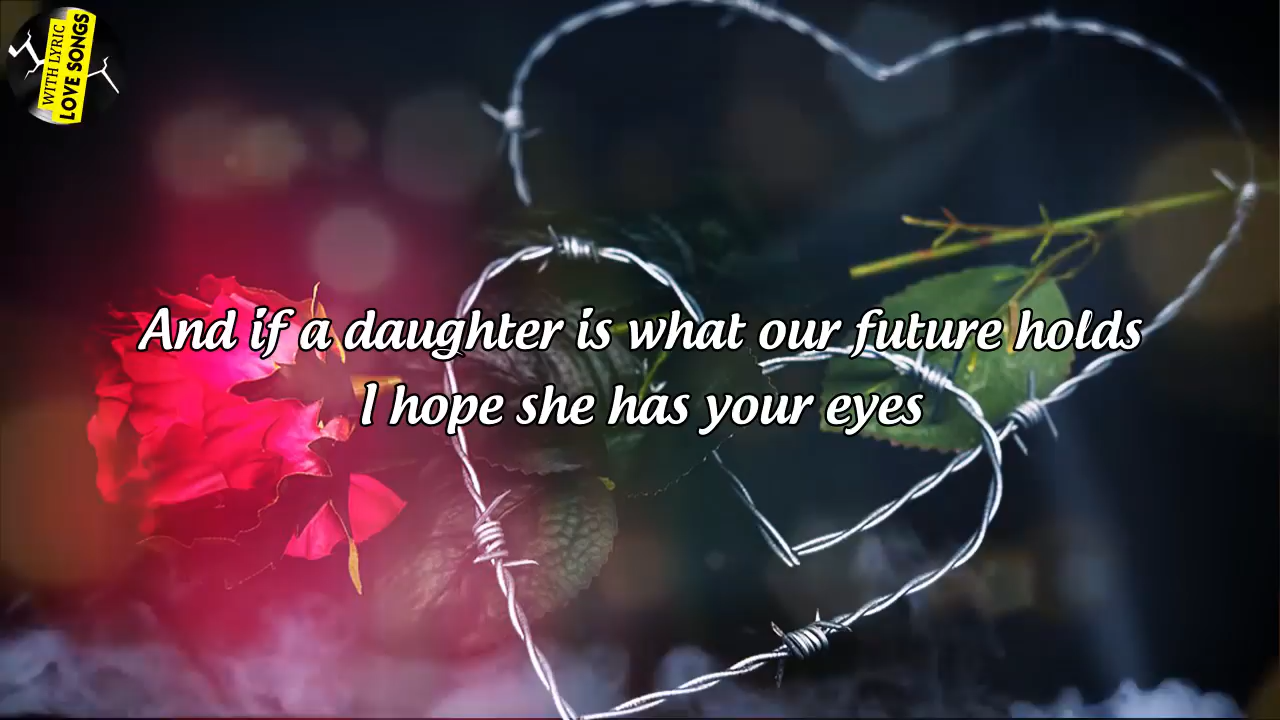 WITH LYRIC
LOVE SONGS
And if a daughter is what our future holds
I hope she has your eyes